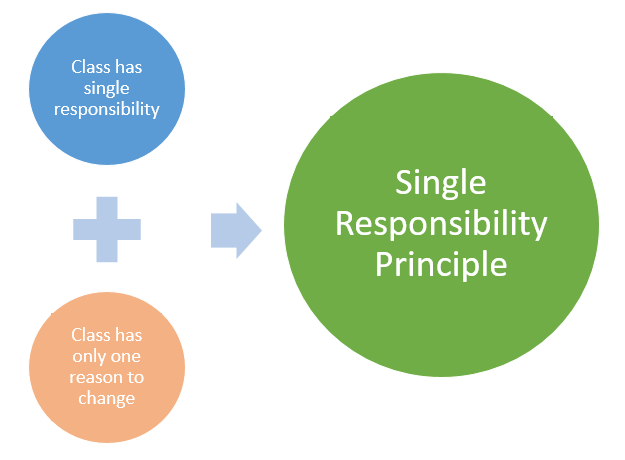 Class has
single
responsibility
Class has
only one
reason to
change
Single
Responsibility
Principle